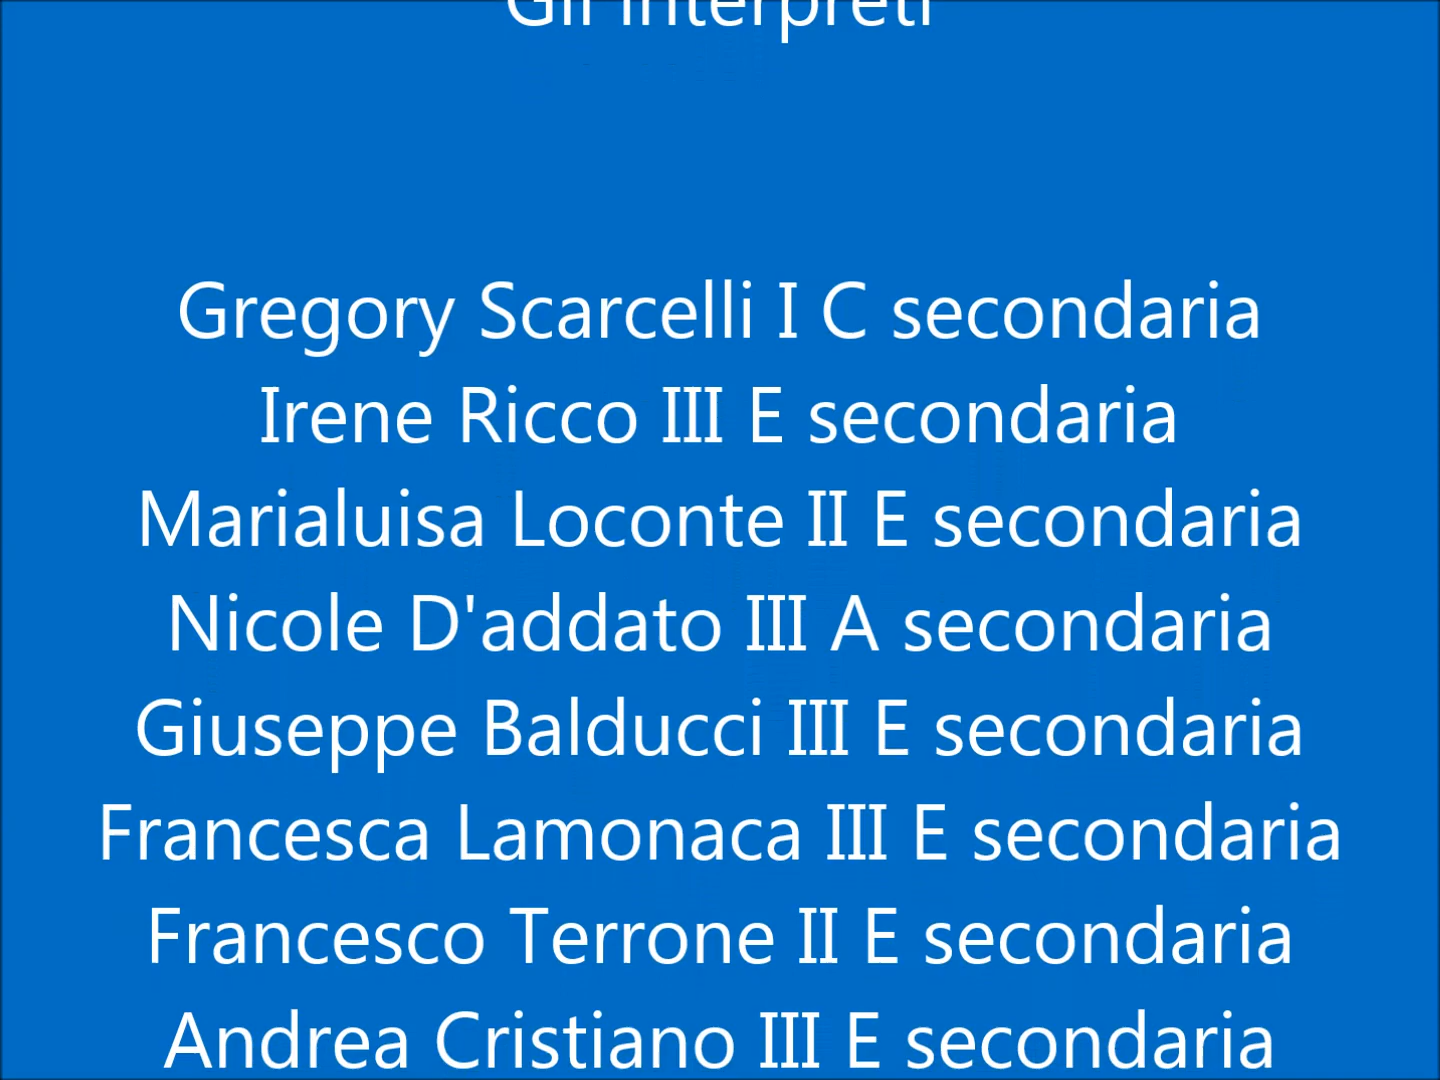 Gli interpreti
Gregory Scarcelli I C secondaria
Irene Ricco III E secondaria
Marialuisa Loconte II E secondaria
Nicole D'addato III A secondaria
Giuseppe Balducci III E secondaria
Francesca Lamonaca III E secondaria
Francesco Terrone II E secondaria
Andrea Cristiano III E secondaria